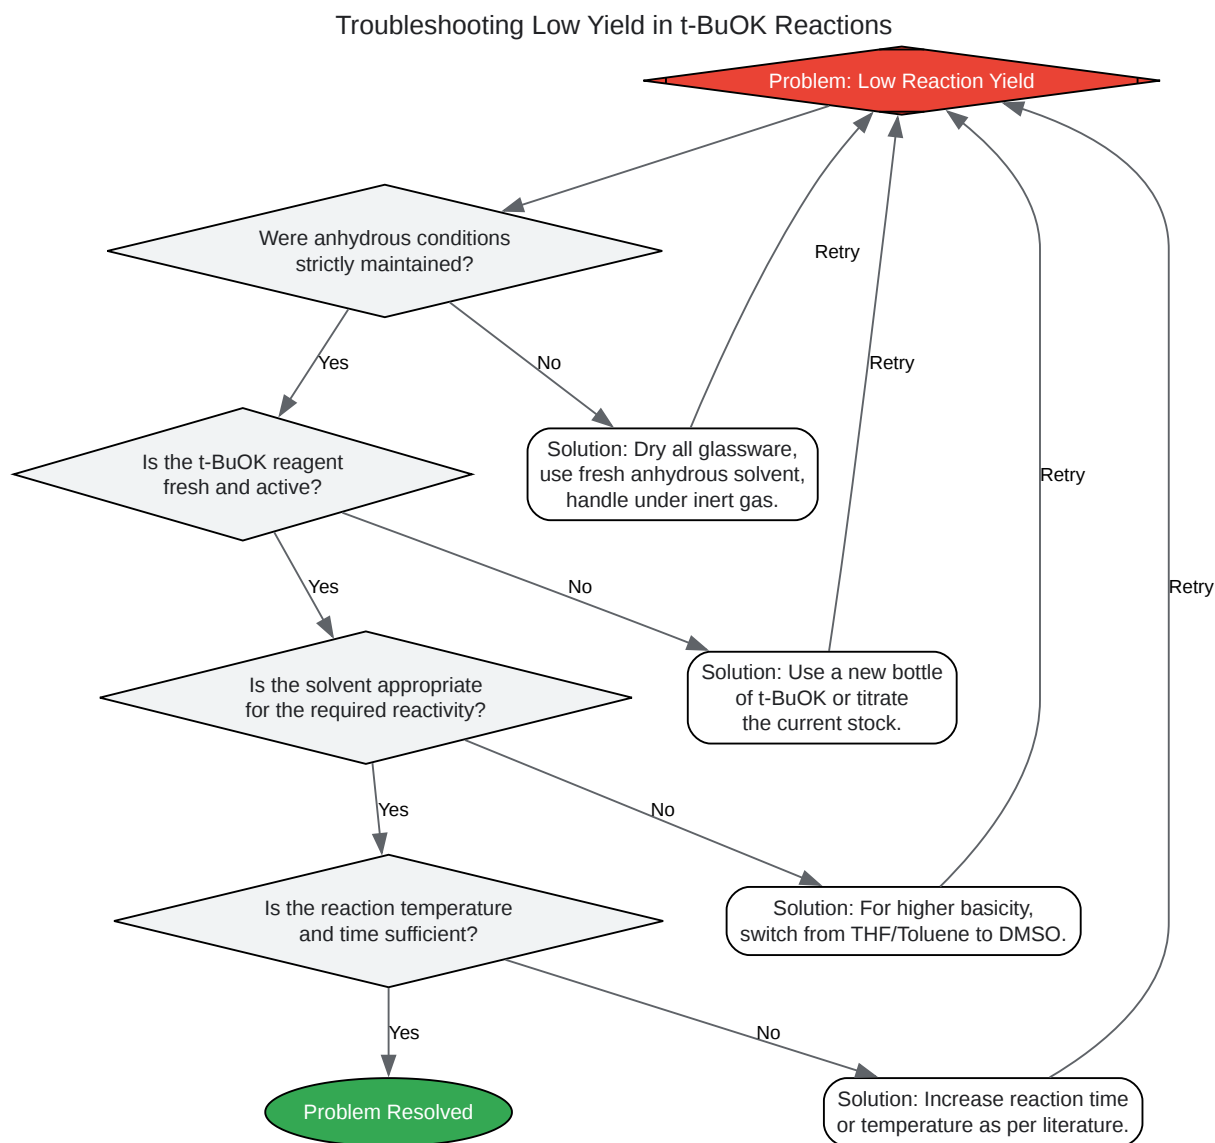 Troubleshooting Low Yield in t-BuOK Reactions
Problem: Low Reaction Yield
Were anhydrous conditions
strictly maintained?
Retry
Yes
No
Retry
Is the t-BuOK reagent
fresh and active?
Solution: Dry all glassware,
use fresh anhydrous solvent,
handle under inert gas.
Retry
Yes
No
Retry
Is the solvent appropriate
for the required reactivity?
Solution: Use a new bottle
of t-BuOK or titrate
the current stock.
Yes
No
Is the reaction temperature
and time sufficient?
Solution: For higher basicity,
switch from THF/Toluene to DMSO.
Yes
No
Problem Resolved
Solution: Increase reaction time
or temperature as per literature.